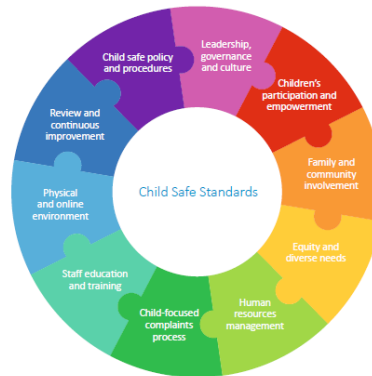 Leadership,
governance
and culture
Children's
participation and
empowerment
Family and
community
involvement
Equity and
diverse needs
Human
resources
management
Child-focused
complaints
process
Staff education
and training
Physical
and online
environment
Review and
continuous
improvement
Child safe policy
and procedures
Child Safe Standards